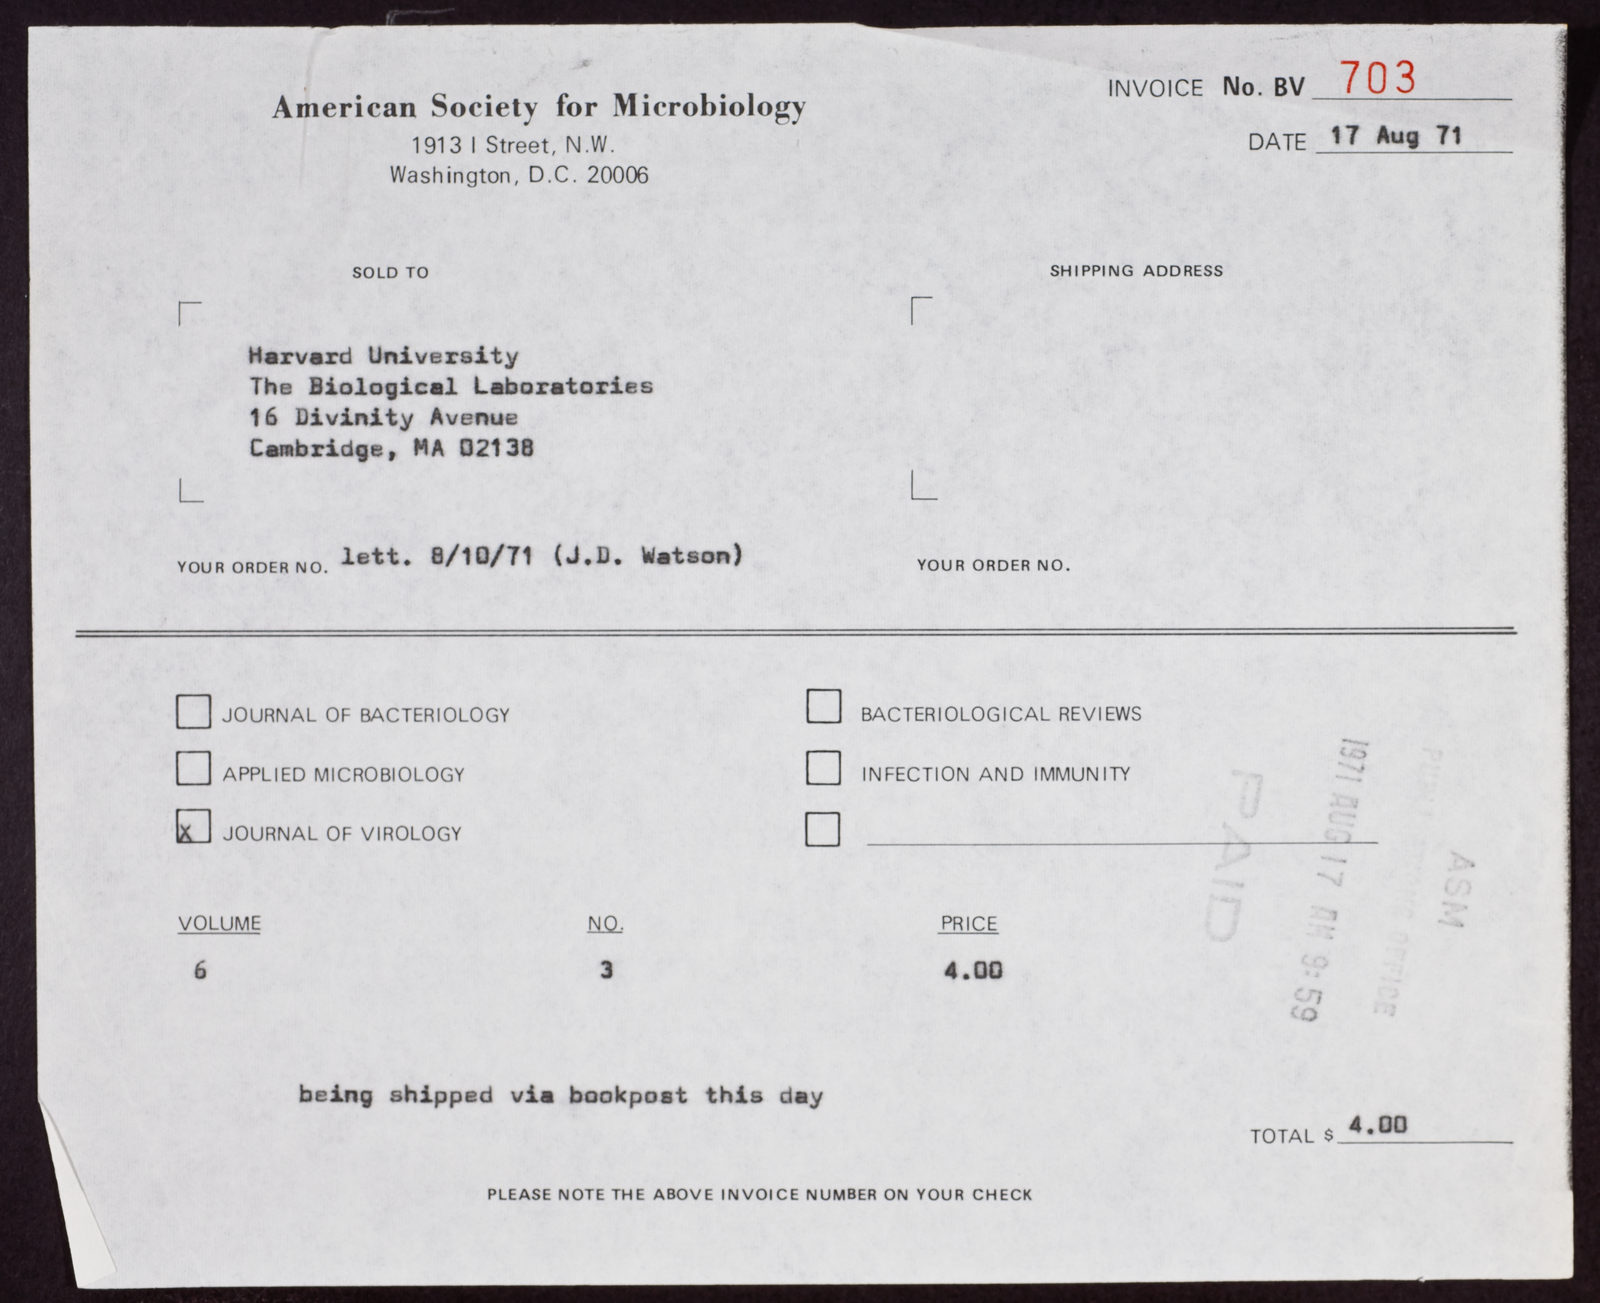 American Society for Microbiology
1913 I Street, N.W.
Washington, D.C. 20006
INVOICE No. BV 703
DATE 17 Aug 71
SOLD TO
SHIPPING ADDRESS
Harvard University
The Biological Laboratories
16 Divinity Avenue
Cambridge, MA 02138
YOUR ORDER NO. lett. 8/10/71 (J.D. Watson)
YOUR ORDER NO.
JOURNAL OF BACTERIOLOGY
BACTERIOLOGICAL REVIEWS
APPLIED MICROBIOLOGY
INFECTION AND IMMUNITY
x JOURNAL OF VIROLOGY
PAID
1971 AUG 17 AM 9:59
OFFICE
ASM
VOLUME NO. PRICE
6 3 4.00
being shipped via bookpost this day
TOTAL $ 4.00
PLEASE NOTE THE ABOVE INVOICE NUMBER ON YOUR CHECK